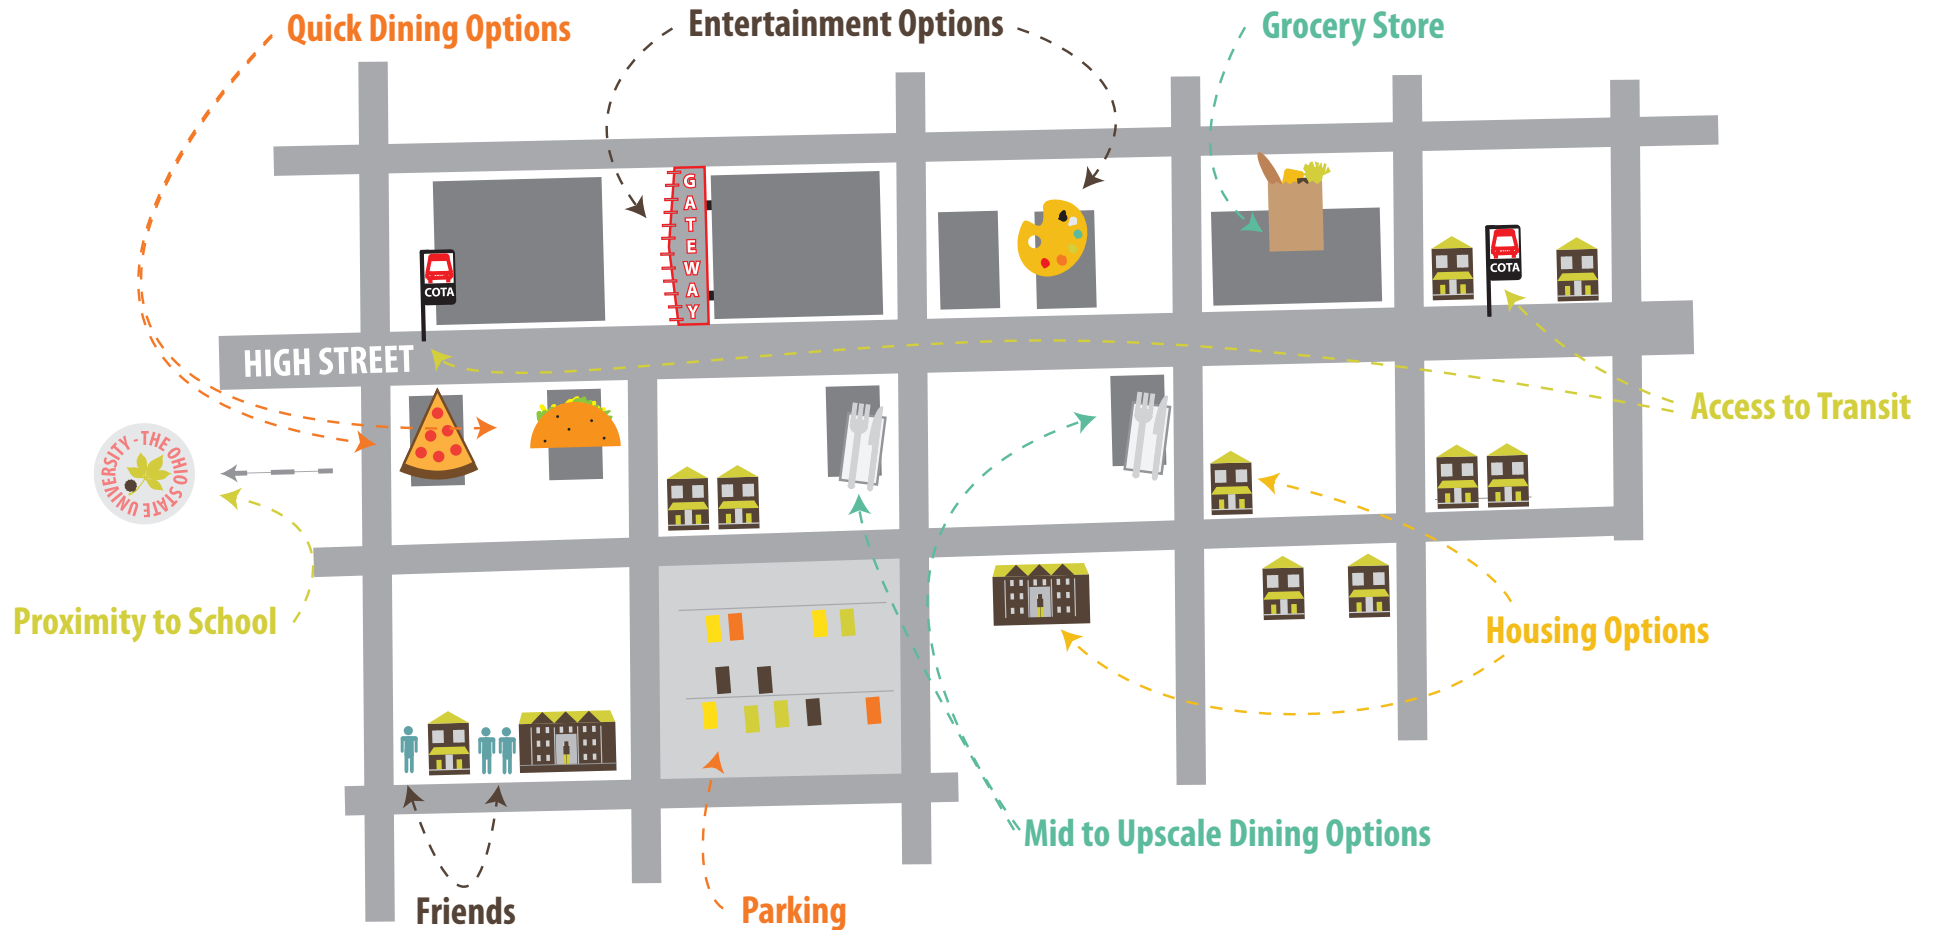 Quick Dining Options
Entertainment Options
Grocery Store
GATEWAY
COTA
COTA
HIGH STREET
Access to Transit
THE OHIO STATE UNIVERSITY -
Proximity to School
Housing Options
Mid to Upscale Dining Options
Friends
Parking